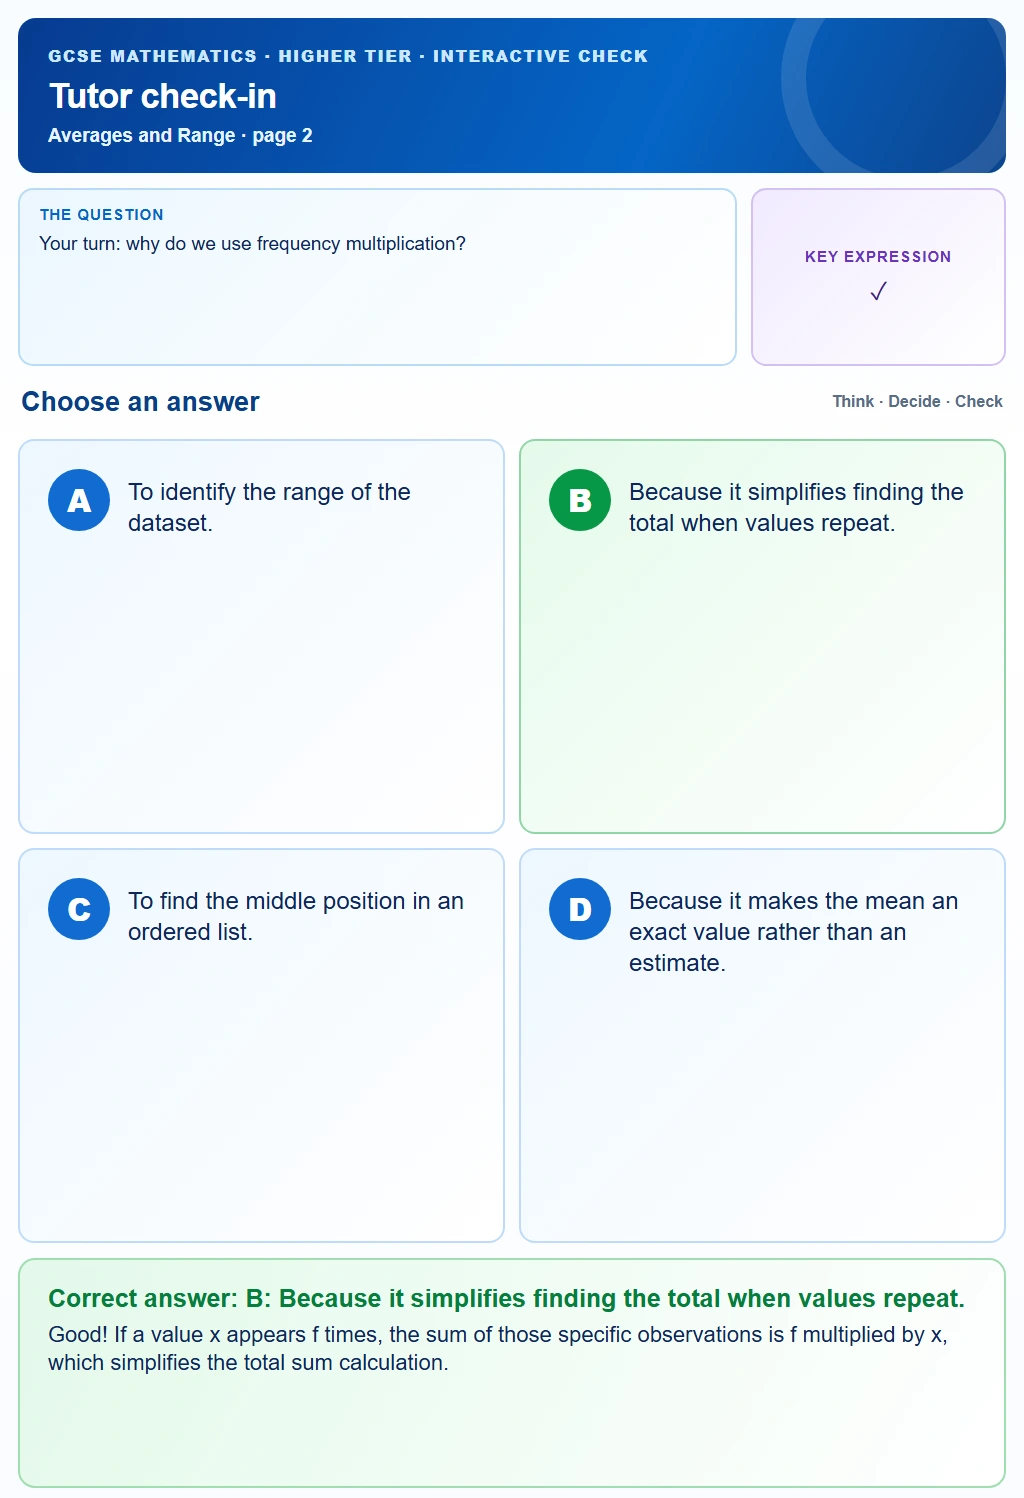 GCSE MATHEMATICS · HIGHER TIER · INTERACTIVE CHECK
Tutor check-in
Averages and Range · page 2
THE QUESTION
Your turn: why do we use frequency multiplication?
KEY EXPRESSION
✓
Choose an answer
Think · Decide · Check
A
To identify the range of the
dataset.
B
Because it simplifies finding the
total when values repeat.
C
To find the middle position in an
ordered list.
D
Because it makes the mean an
exact value rather than an
estimate.
Correct answer: B: Because it simplifies finding the total when values repeat.
Good! If a value x appears f times, the sum of those specific observations is f multiplied by x,
which simplifies the total sum calculation.